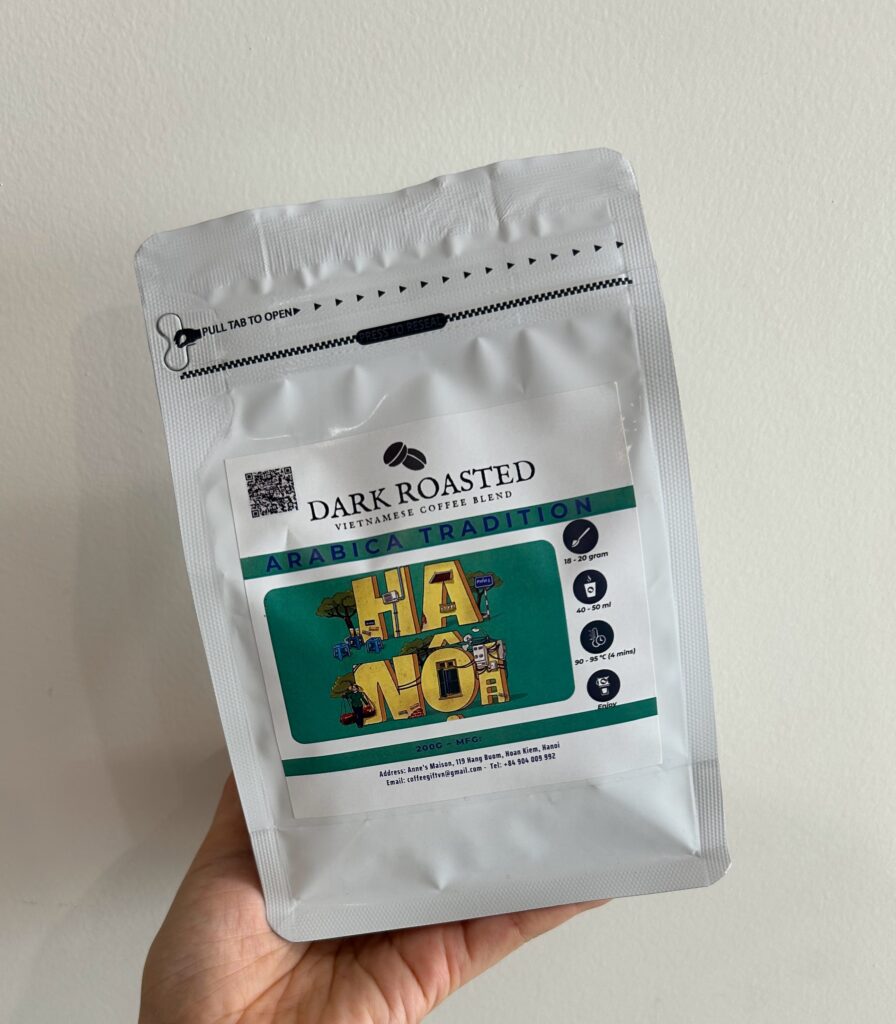 PULL TAB TO OPEN
PRESS TO RESEAL
DARK ROASTED
VIETNAMESE COFFEE BLEND
ARABICA TRADITION
18 - 20 gram
40 - 50 ml
90 - 95 °C (4 mins)
Enjoy
HA
NỘI
200G - MFG:
Address: Anne's Maison, 119 Hang Buom, Hoan Kiem, Hanoi
Email: coffeegiftvn@gmail.com - Tel: +84 904 009 992